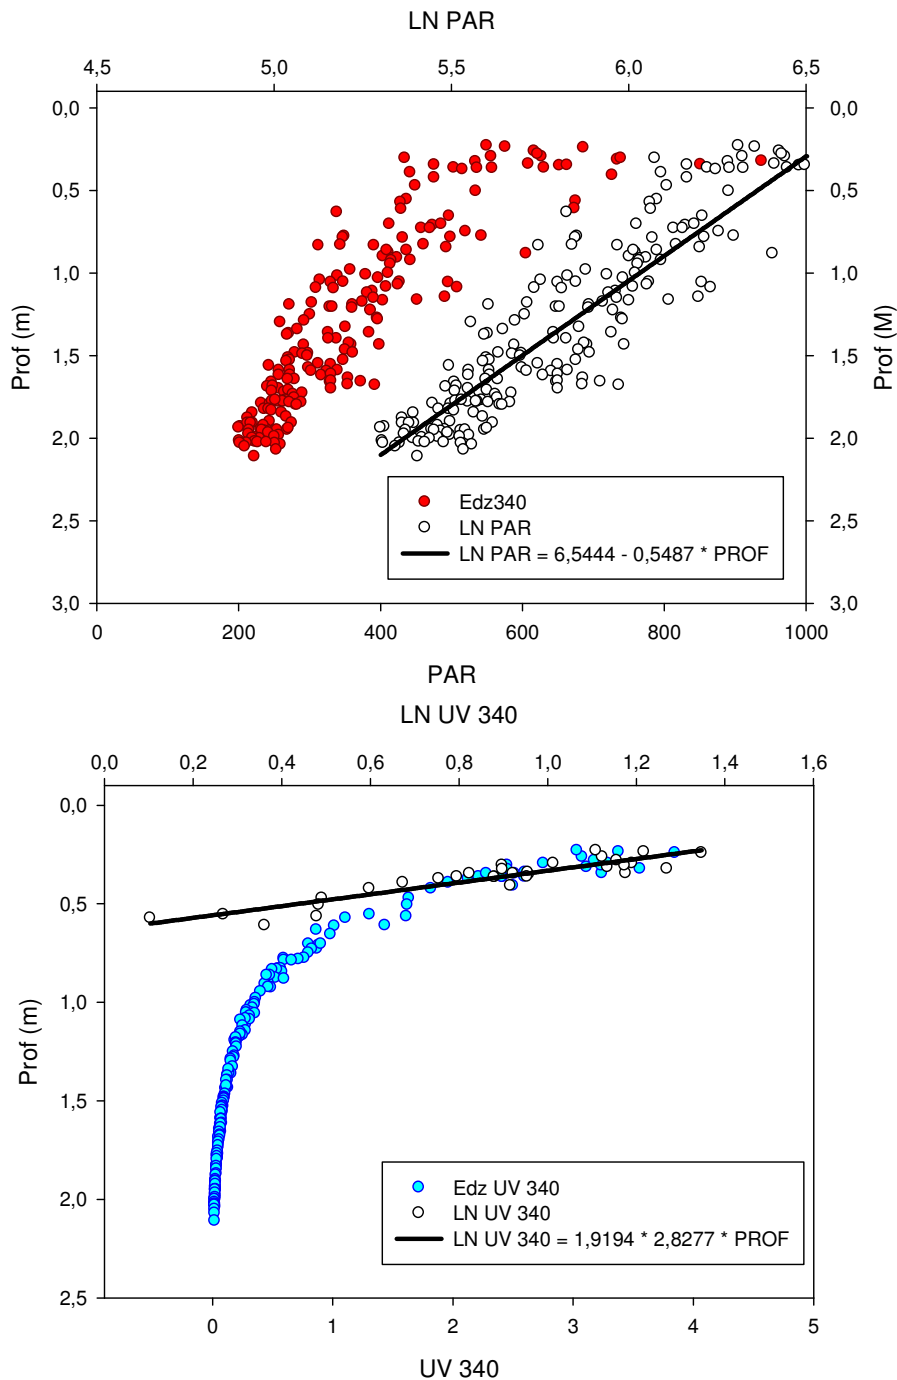 LN PAR
4,5 5,0 5,5 6,0 6,5
0,0 0,0
0,5 0,5
1,0 1,0
Prof (m) 1,5 1,5 Prof (M)
2,0 2,0
2,5 2,5
3,0 3,0
Edz340
LN PAR
LN PAR = 6,5444 - 0,5487 * PROF
0 200 400 600 800 1000
PAR
LN UV 340
0,0 0,2 0,4 0,6 0,8 1,0 1,2 1,4 1,6
0,0
0,5
1,0
Prof (m)
1,5
2,0
2,5
Edz UV 340
LN UV 340
LN UV 340 = 1,9194 * 2,8277 * PROF
0 1 2 3 4 5
UV 340